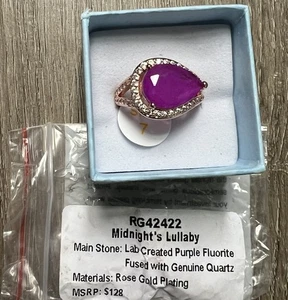 RG42422
Midnight's Lullaby
Main Stone: Lab Created Purple Fluorite
Fused with Genuine Quartz
Materials: Rose Gold Plating
MSRP: $128